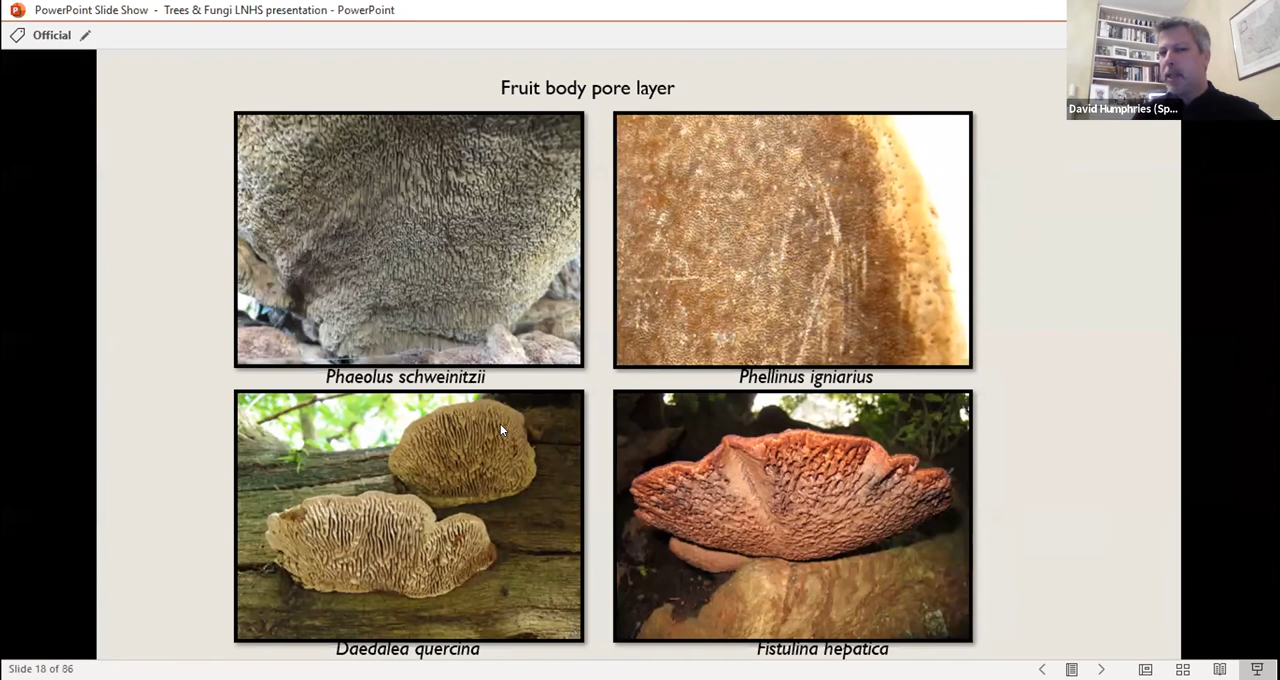 PowerPoint Slide Show - Trees & Fungi LNHS presentation - PowerPoint
Official
David Humphries (Sp...
Fruit body pore layer
Phaeolus schweinitzii
Phellinus igniarius
Daedalea quercina
Fistulina hepatica
Slide 18 of 86